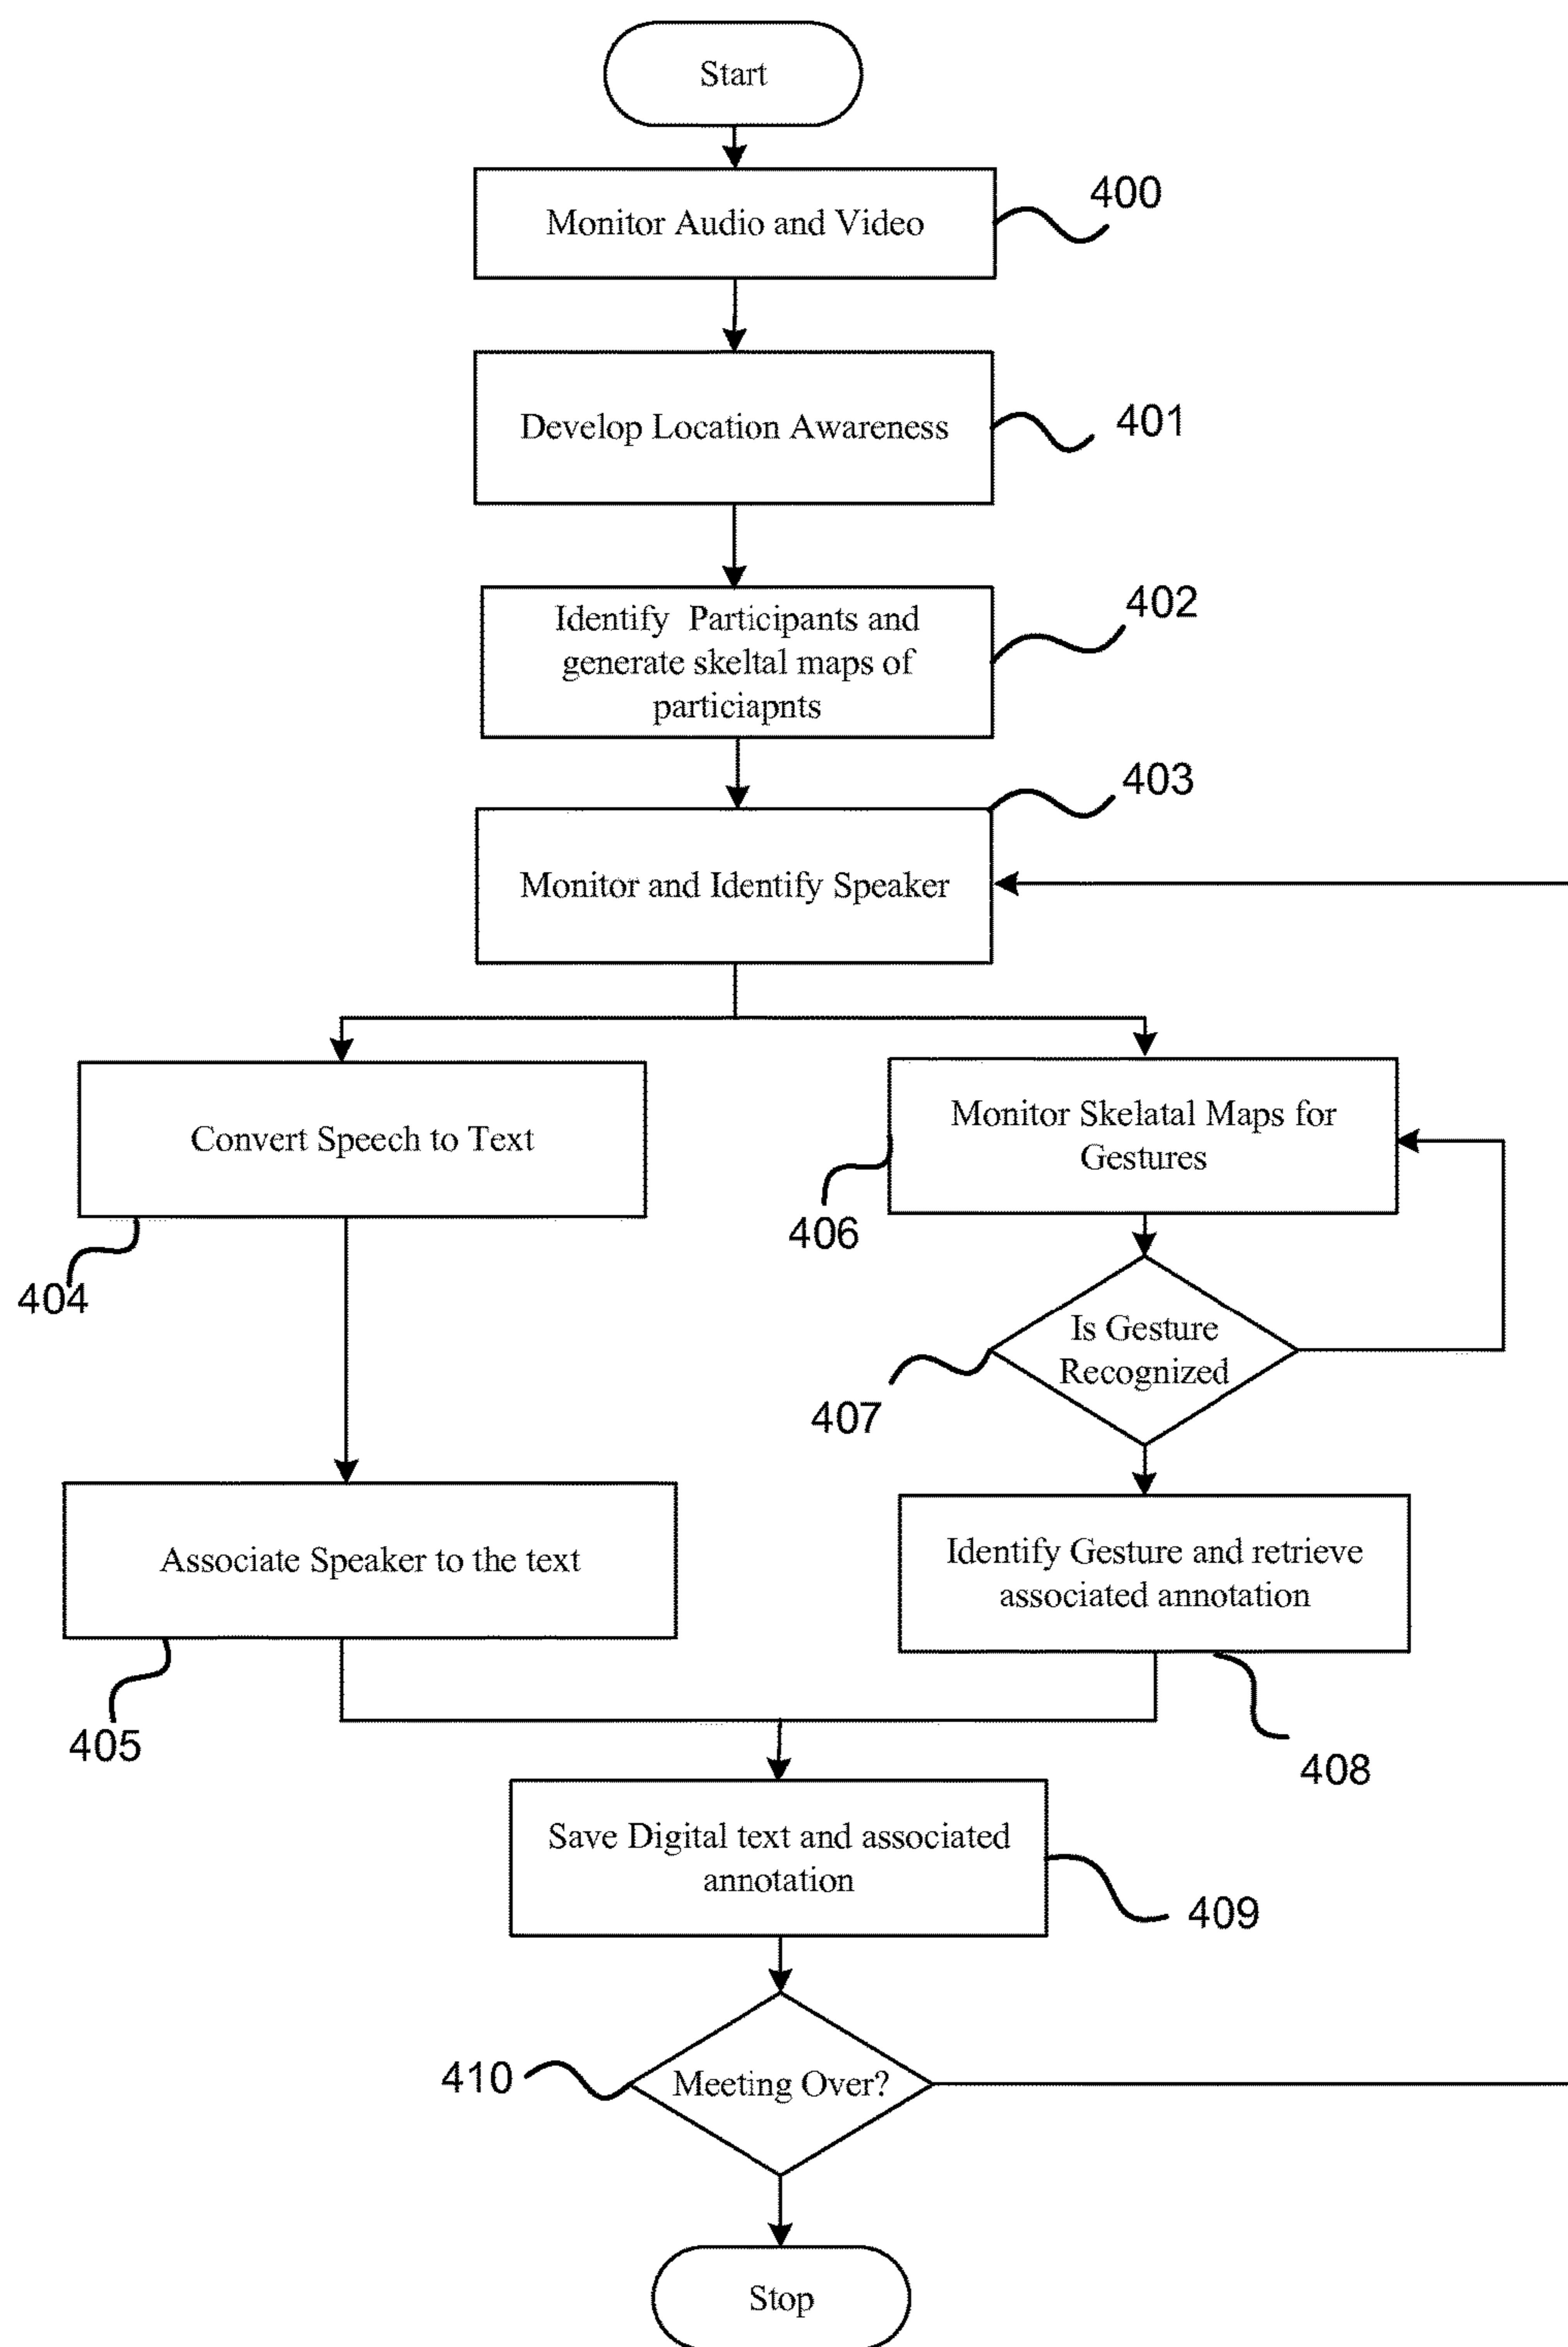 Start
Monitor Audio and Video
400
Develop Location Awareness
401
Identify  Participants and
generate skeltal maps of
particiapnts
402
403
Monitor and Identify Speaker
Convert Speech to Text
404
Monitor Skelatal Maps for
Gestures
406
Is Gesture
Recognized
407
Associate Speaker to the text
405
Identify Gesture and retrieve
associated annotation
408
Save Digital text and associated
annotation
409
410
Meeting Over?
Stop